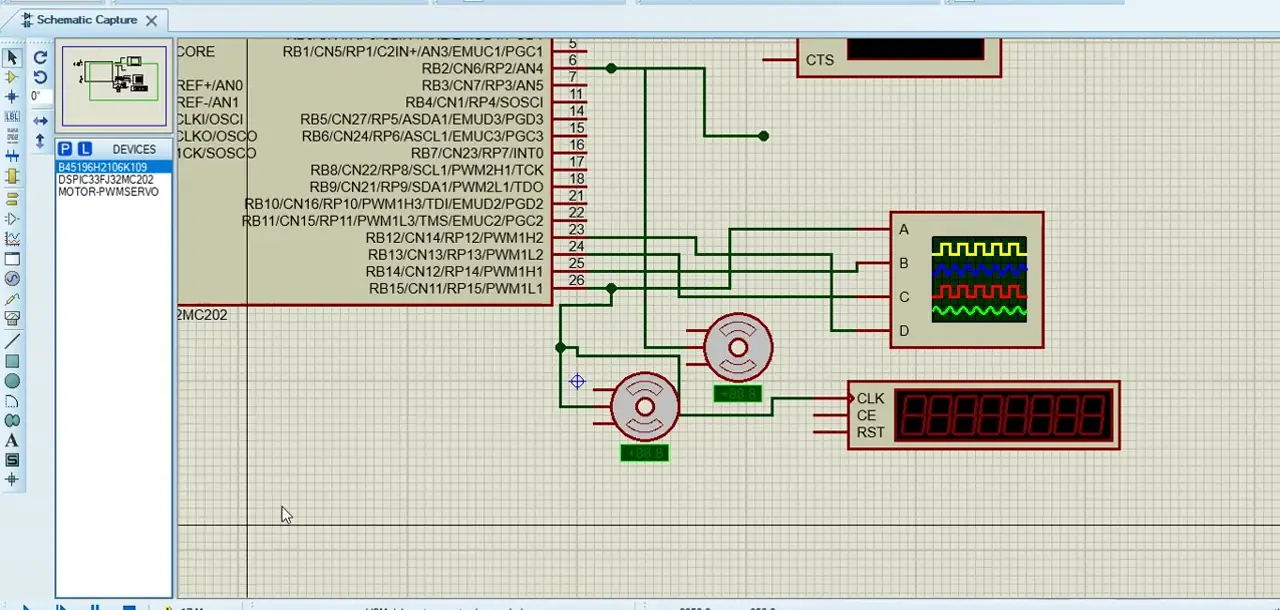 Schematic Capture
CORE
RB1/CN5/RP1/C2IN+/AN3/EMUC1/PGC1
5
CTS
RB2/CN6/RP2/AN4
6
REF+/AN0
RB3/CN7/RP3/AN5
7
0°
REF-/AN1
RB4/CN1/RP4/SOSCI
11
LBL
CLKI/OSCI
RB5/CN27/RP5/ASDA1/EMUD3/PGD3
14
CLKO/OSCO
RB6/CN24/RP6/ASCL1/EMUC3/PGC3
15
P L DEVICES
1CK/SOSCO
RB7/CN23/RP7/INT0
16
B45196H2106K109
RB8/CN22/RP8/SCL1/PWM2H1/TCK
17
DSPIC33FJ32MC202
RB9/CN21/RP9/SDA1/PWM2L1/TDO
18
MOTOR-PWMSERVO
RB10/CN16/RP10/PWM1H3/TDI/EMUD2/PGD2
21
RB11/CN15/RP11/PWM1L3/TMS/EMUC2/PGC2
22
RB12/CN14/RP12/PWM1H2
23
A
RB13/CN13/RP13/PWM1L2
24
B
RB14/CN12/RP14/PWM1H1
25
C
RB15/CN11/RP15/PWM1L1
26
D
2MC202
CLK
CE
RST
A
S